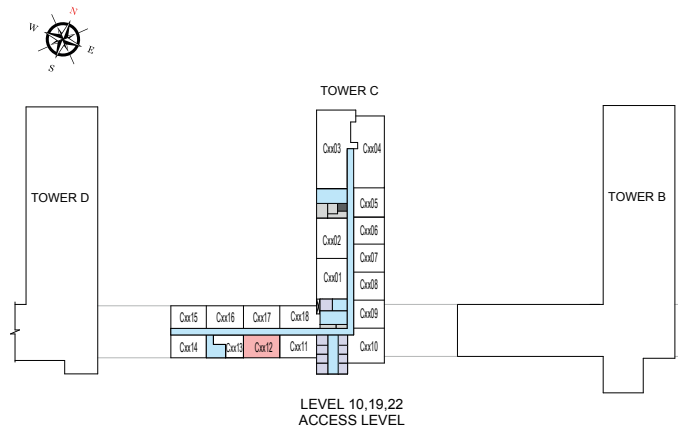 N
W
E
S
TOWER C
Cxx03
Cxx04
TOWER D
TOWER B
Cxx05
Cxx06
Cxx02
Cxx07
Cxx01
Cxx08
Cxx15
Cxx16
Cxx17
Cxx18
Cxx09
Cxx14
Cxx13
Cxx12
Cxx11
Cxx10
LEVEL 10,19,22
ACCESS LEVEL